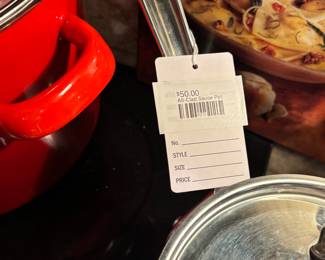 $50.00
All-Clad Sauce Pan
No.
STYLE
SIZE
PRICE